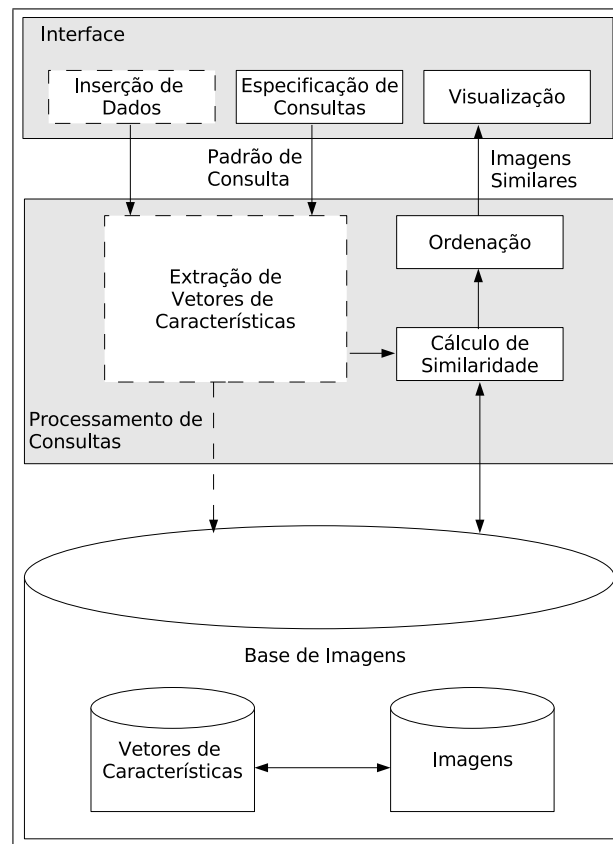 Interface
Inserção de
Dados
Especificação de
Consultas
Visualização
Padrão de
Consulta
Imagens
Similares
Extração de
Vetores de
Características
Ordenação
Cálculo de
Similaridade
Processamento de
Consultas
Base de Imagens
Vetores de
Características
Imagens